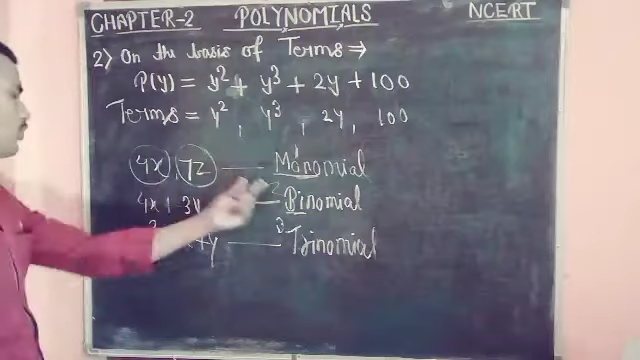 CHAPTER-2 POLYNOMIALS NCERT
2) On the basis of Terms ⇒
P(y) = y² + y³ + 2y + 100
Terms = y², y³, 2y, 100
4x, 7z — Monomial
4x + 3y — Binomial
+y — Trinomial